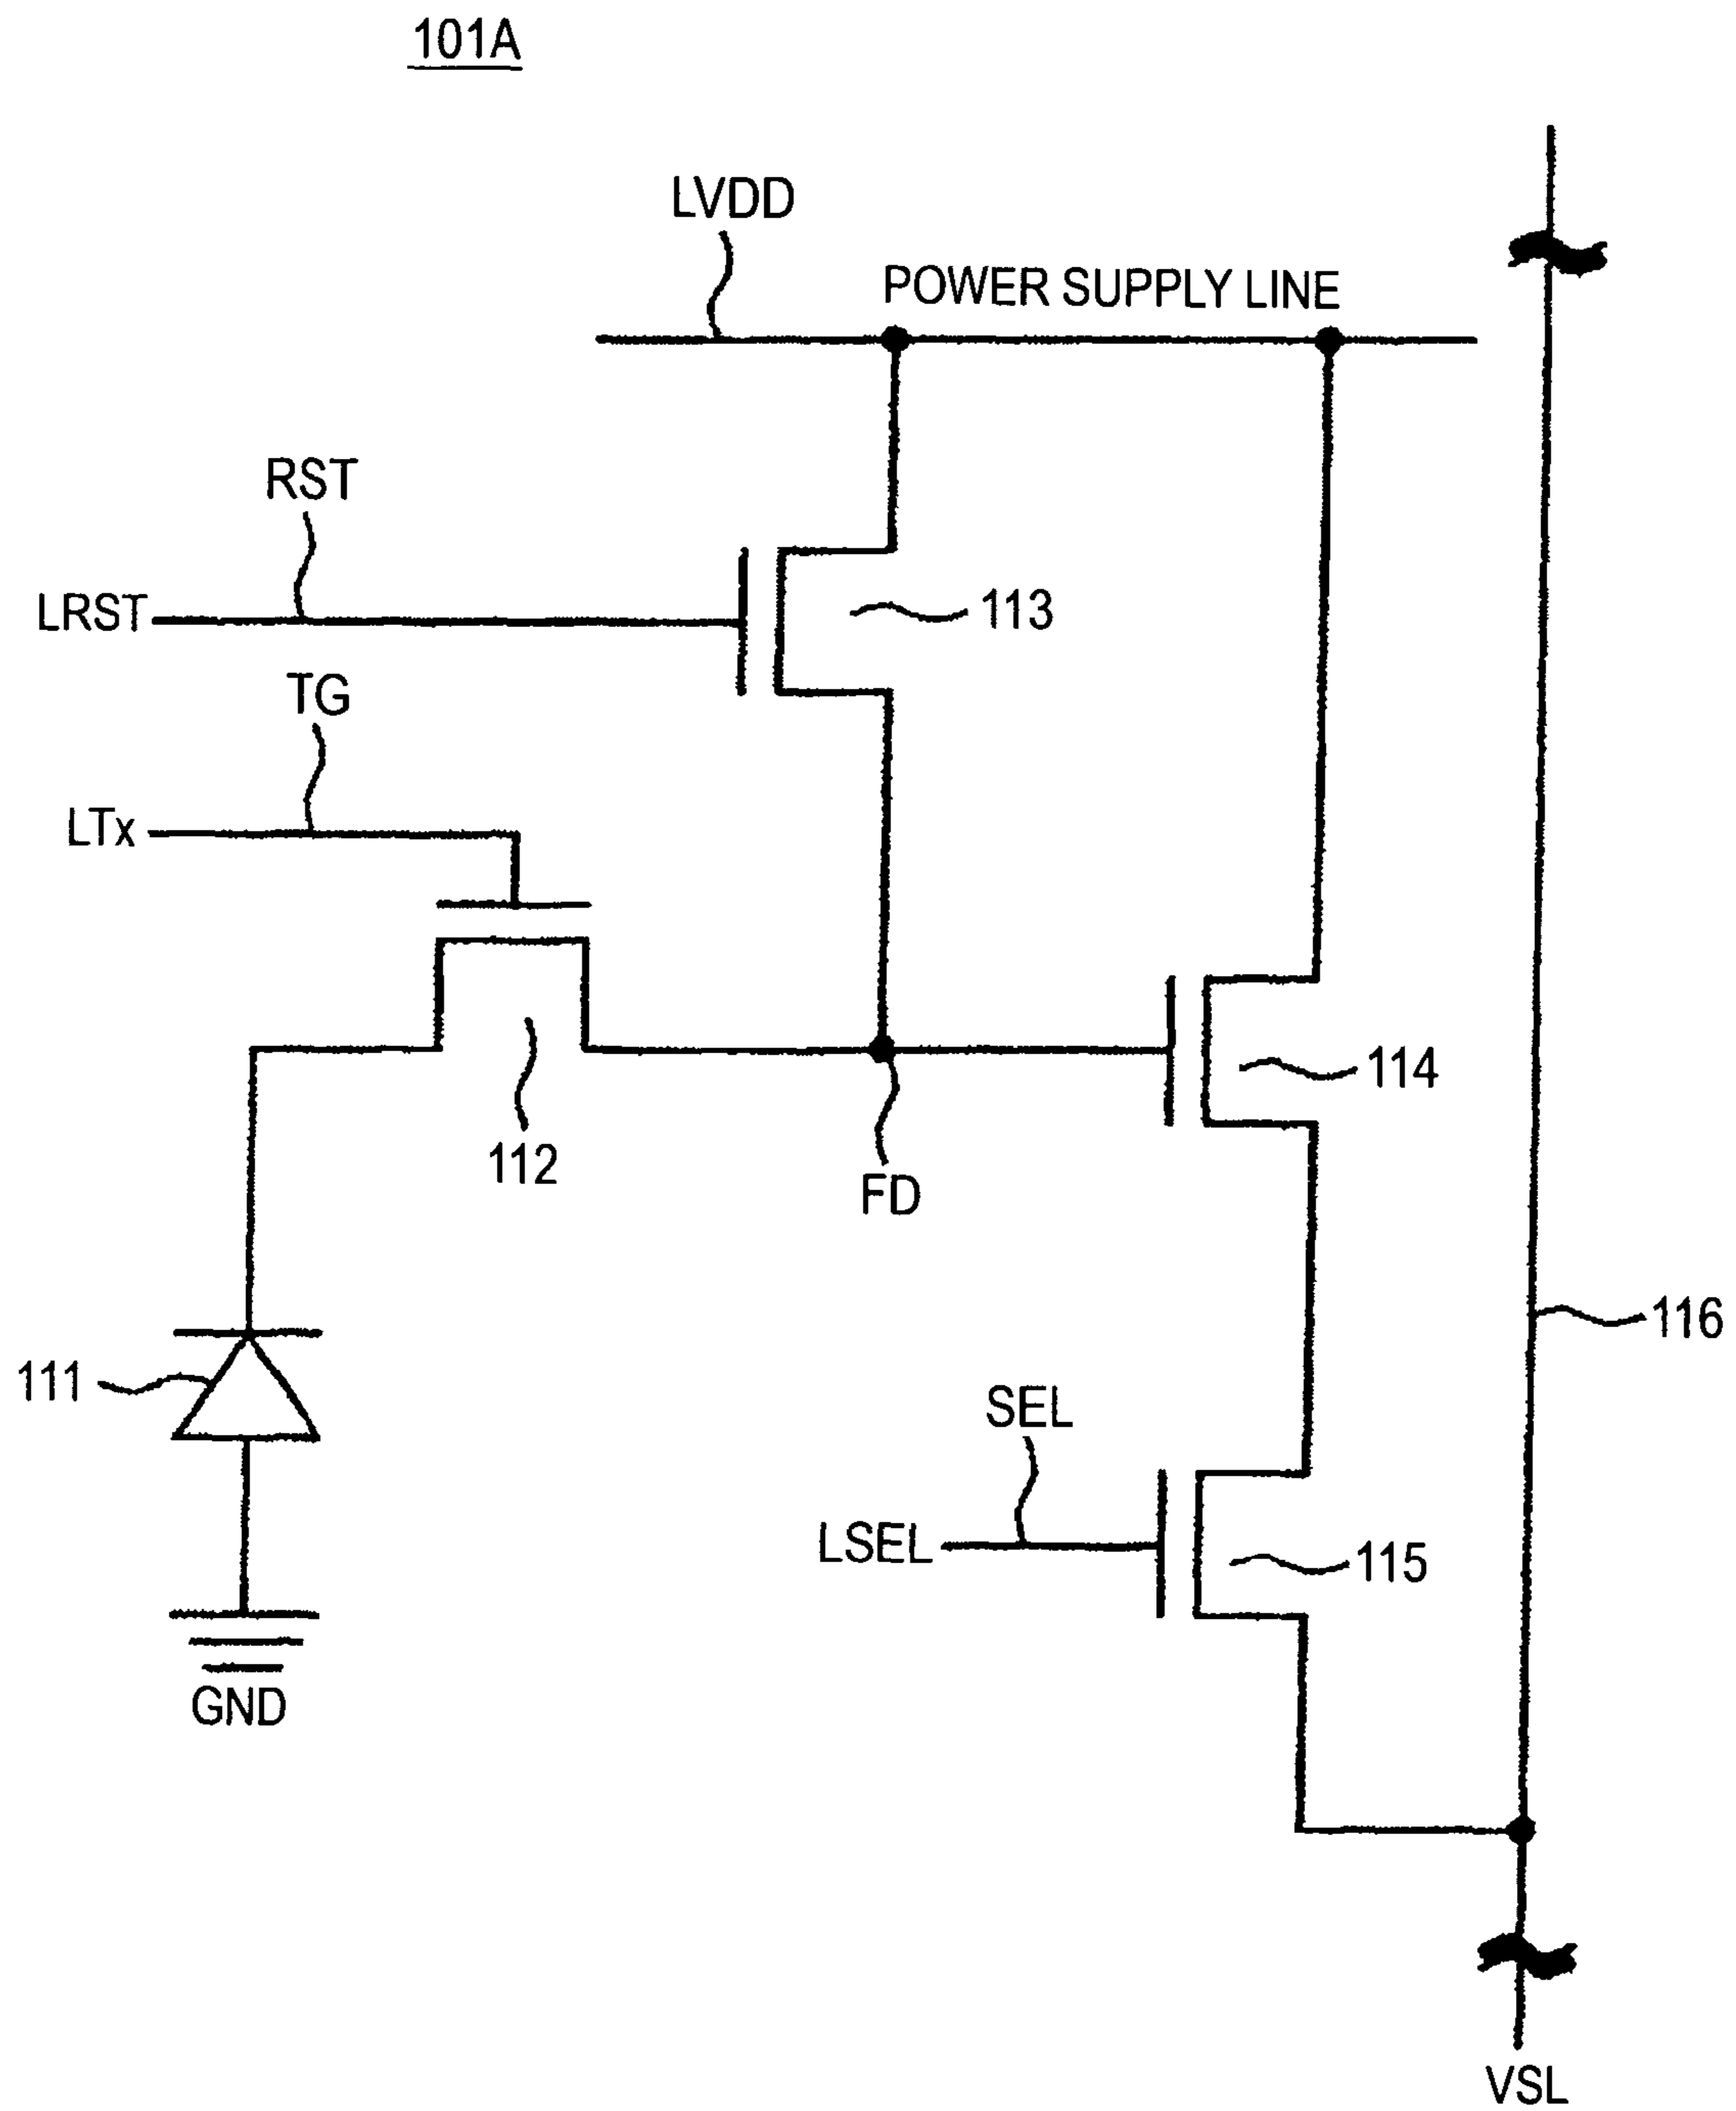 101A
LVDD
POWER SUPPLY LINE
RST
LRST
113
TG
LTx
114
112
FD
116
111
SEL
LSEL
115
GND
VSL